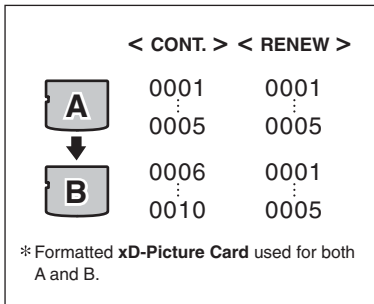 < CONT. > < RENEW >
0001 0001
⋮ ⋮
A
0005 0005
0006 0001
⋮ ⋮
B
0010 0005
✻Formatted xD-Picture Card used for both
A and B.